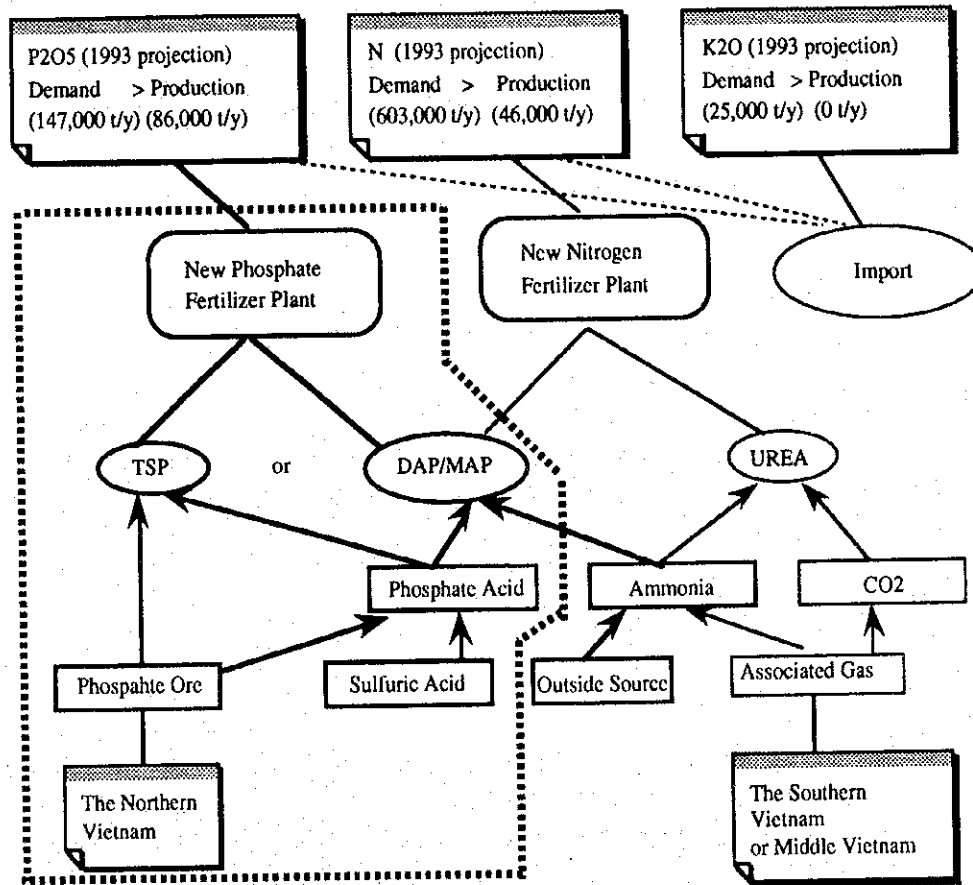 P2O5 (1993 projection)
Demand > Production
(147,000 t/y) (86,000 t/y)
N (1993 projection)
Demand > Production
(603,000 t/y) (46,000 t/y)
K2O (1993 projection)
Demand > Production
(25,000 t/y) (0 t/y)
New Phosphate
Fertilizer Plant
New Nitrogen
Fertilizer Plant
Import
TSP
or
DAP/MAP
UREA
Phosphate Acid
Ammonia
CO2
Phospahte Ore
Sulfuric Acid
Outside Source
Associated Gas
The Northern
Vietnam
The Southern
Vietnam
or Middle Vietnam